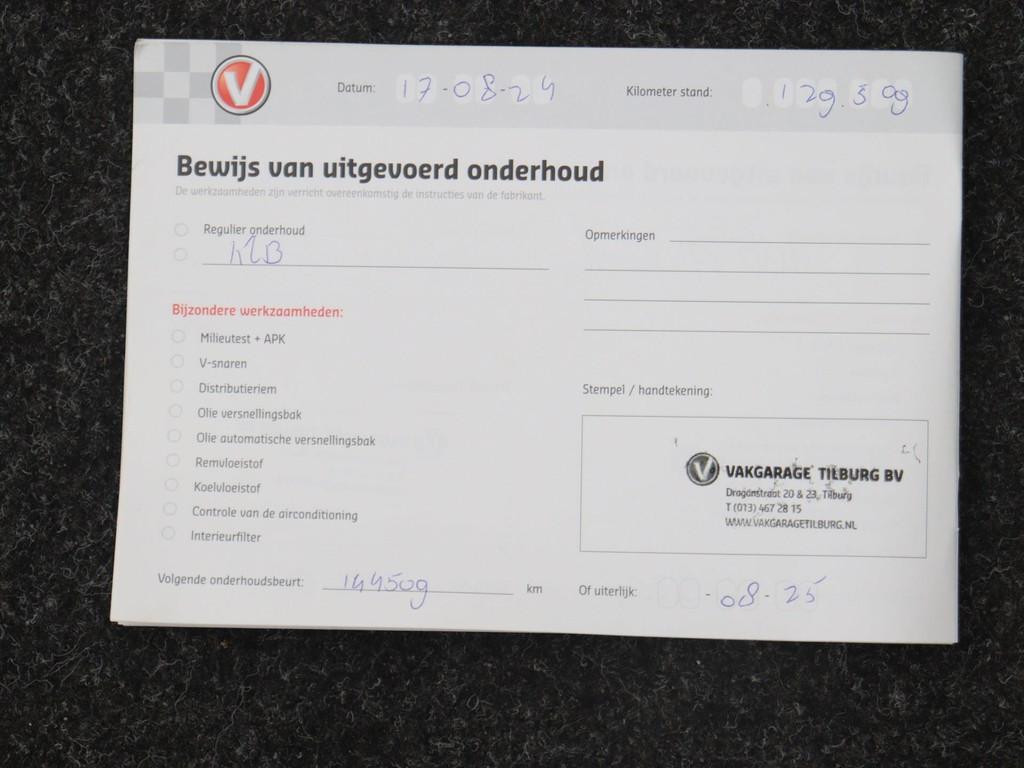 V
Datum: 17-08-24 Kilometer stand: .129.509
Bewijs van uitgevoerd onderhoud
De werkzaamheden zijn verricht overeenkomstig de instructies van de fabrikant.
Regulier onderhoud
Opmerkingen
Bijzondere werkzaamheden:
Milieutest + APK
V-snaren
Distributieriem
Olie versnellingsbak
Olie automatische versnellingsbak
Remvloeistof
Koelvloeistof
Controle van de airconditioning
Interieurfilter
Stempel / handtekening:
V VAKGARAGE TILBURG BV
Draganstraat 20 & 23, Tilburg
T (013) 467 28 15
WWW.VAKGARAGETILBURG.NL
Volgende onderhoudsbeurt: 144509 km Of uiterlijk: -08-25